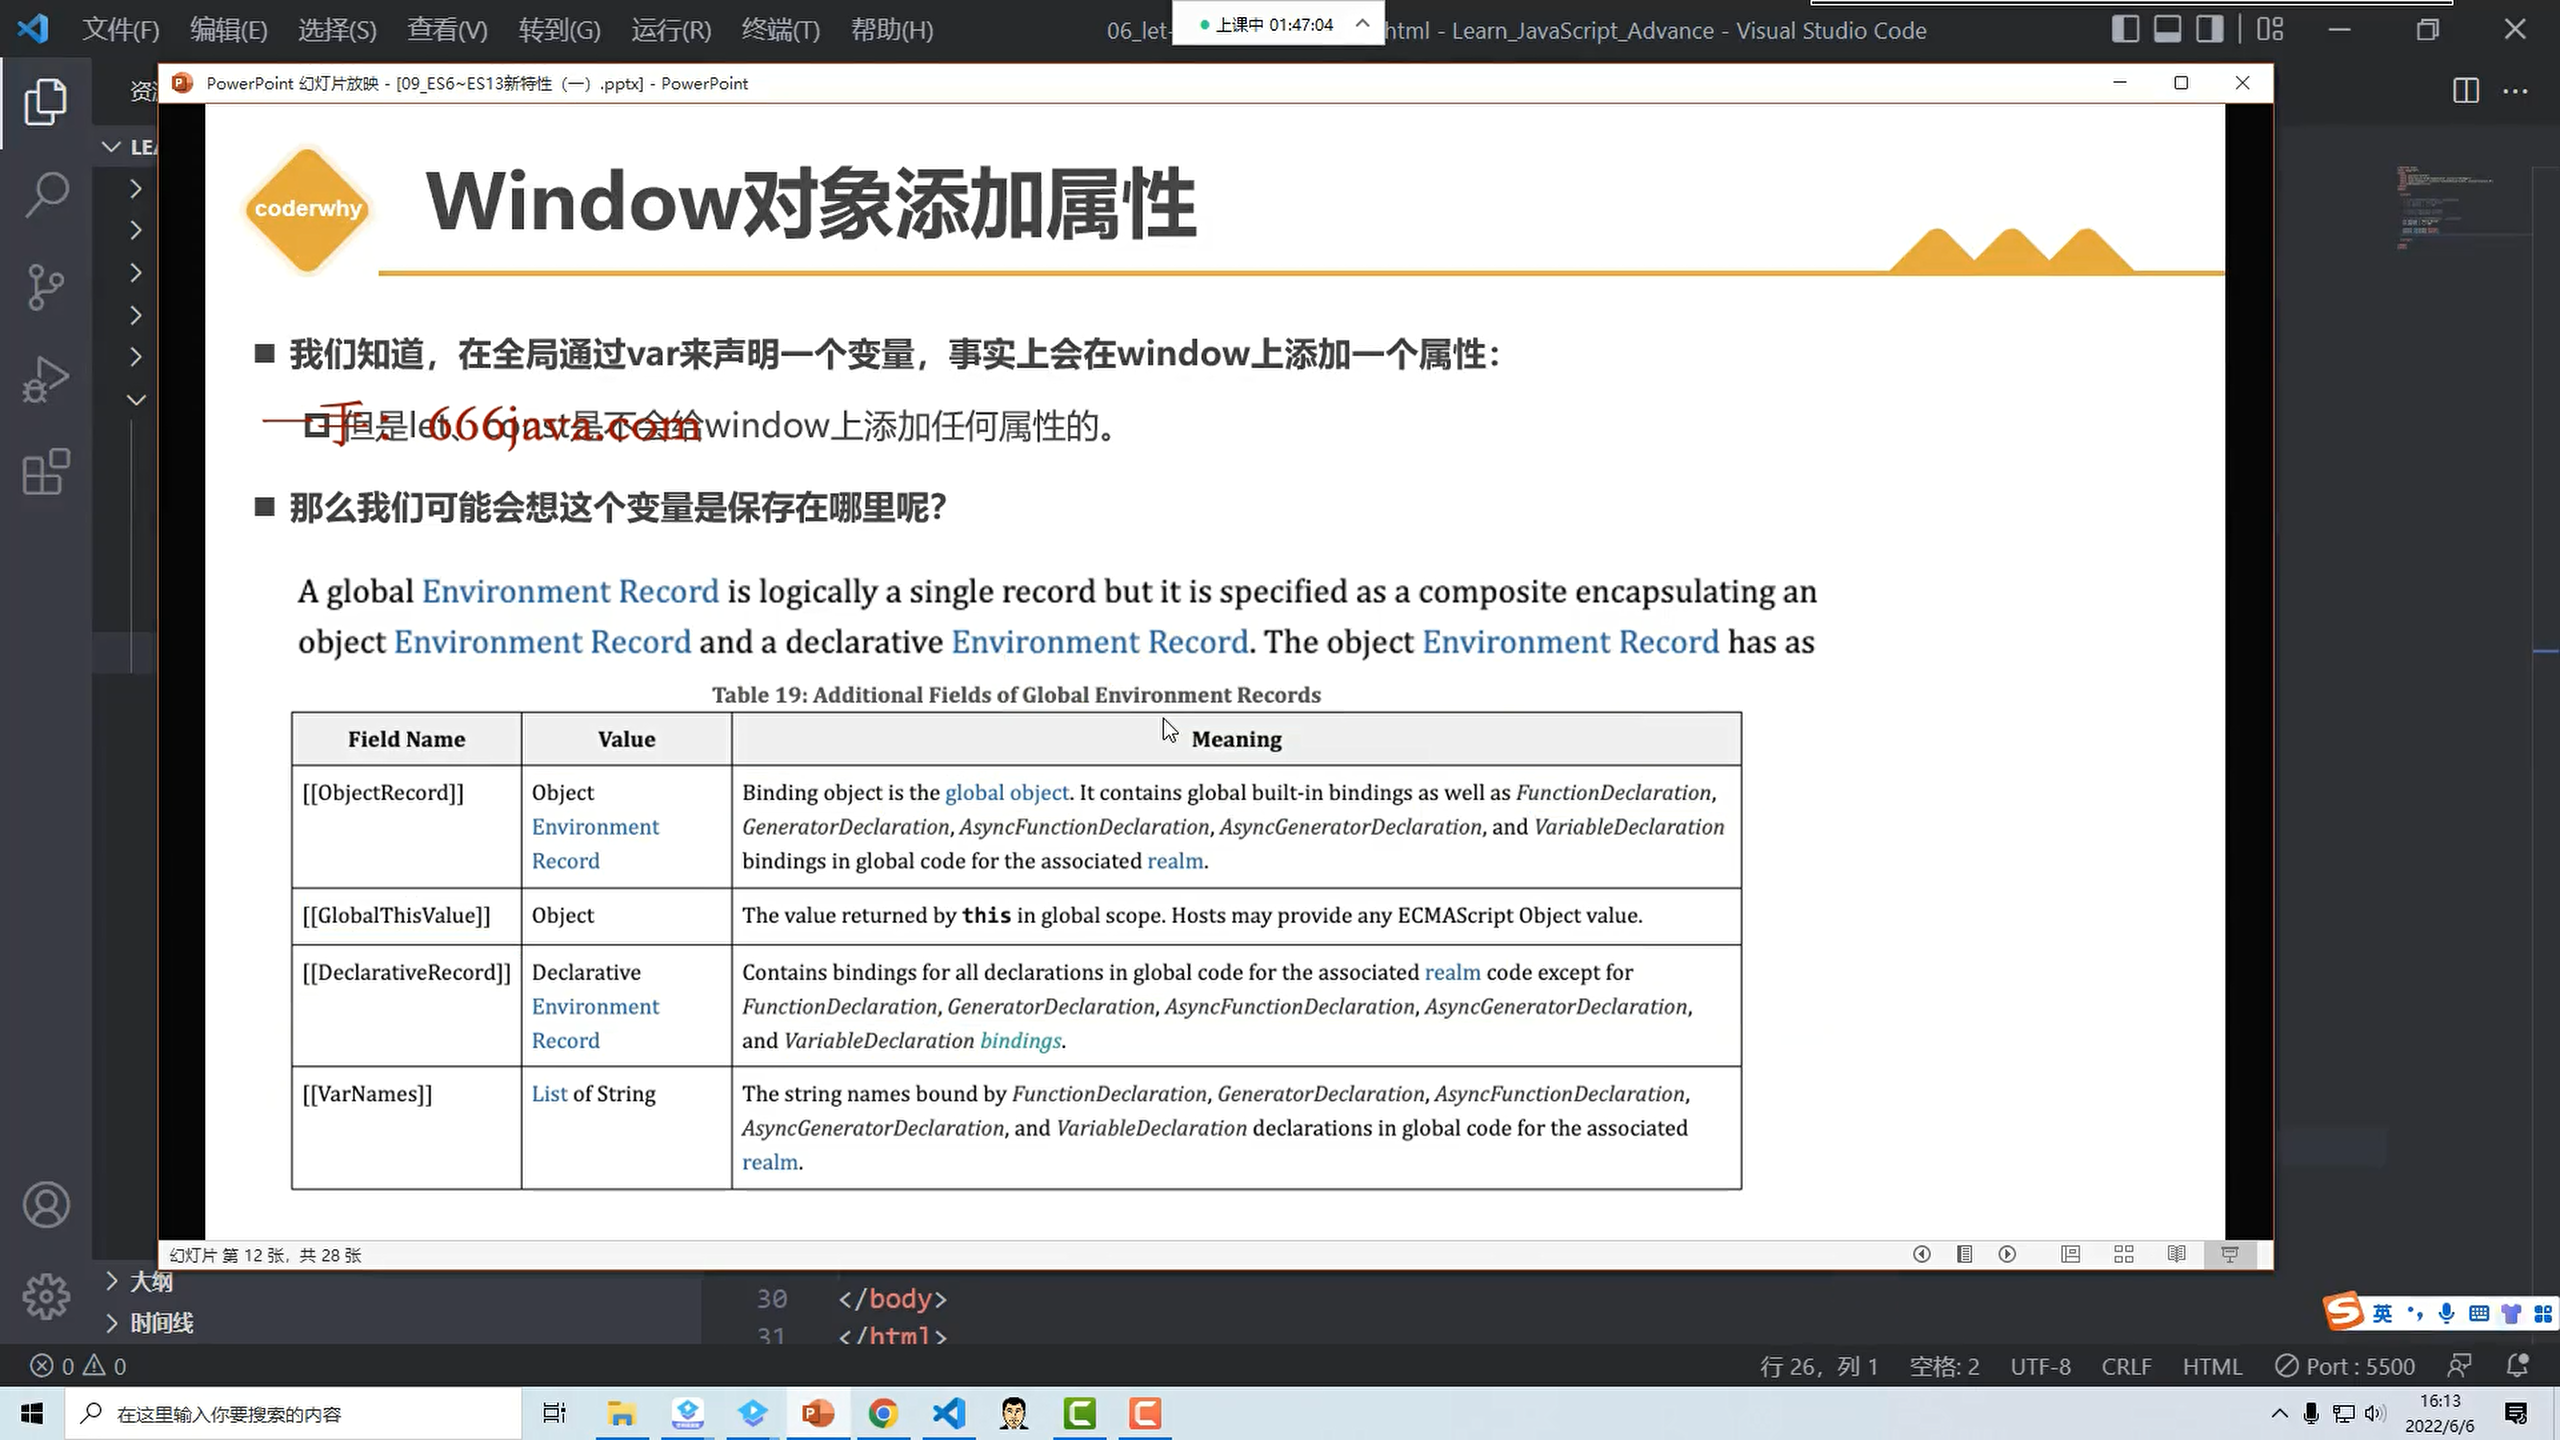 文件(F) 编辑(E) 选择(S) 查看(V) 转到(G) 运行(R) 终端(T) 帮助(H)
06_let-
上课中 01:47:04
html - Learn_JavaScript_Advance - Visual Studio Code
PowerPoint 幻灯片放映 - [09_ES6~ES13新特性（一）.pptx] - PowerPoint
coderwhy
Window对象添加属性
我们知道，在全局通过var来声明一个变量，事实上会在window上添加一个属性：
但是let、const是不会给window上添加任何属性的。
一手：666java.com
那么我们可能会想这个变量是保存在哪里呢？
A global Environment Record is logically a single record but it is specified as a composite encapsulating an
object Environment Record and a declarative Environment Record. The object Environment Record has as
Table 19: Additional Fields of Global Environment Records
Field Name Value Meaning
[[ObjectRecord]] Object Environment Record Binding object is the global object. It contains global built-in bindings as well as FunctionDeclaration,
GeneratorDeclaration, AsyncFunctionDeclaration, AsyncGeneratorDeclaration, and VariableDeclaration
bindings in global code for the associated realm.
[[GlobalThisValue]] Object The value returned by this in global scope. Hosts may provide any ECMAScript Object value.
[[DeclarativeRecord]] Declarative Environment Record Contains bindings for all declarations in global code for the associated realm code except for
FunctionDeclaration, GeneratorDeclaration, AsyncFunctionDeclaration, AsyncGeneratorDeclaration,
and VariableDeclaration bindings.
[[VarNames]] List of String The string names bound by FunctionDeclaration, GeneratorDeclaration, AsyncFunctionDeclaration,
AsyncGeneratorDeclaration, and VariableDeclaration declarations in global code for the associated
realm.
幻灯片 第 12 张，共 28 张
大纲
时间线
30 </body>
31 </html>
英
0 0
行 26，列 1 空格: 2 UTF-8 CRLF HTML Port : 5500
在这里输入你要搜索的内容
16:13
2022/6/6